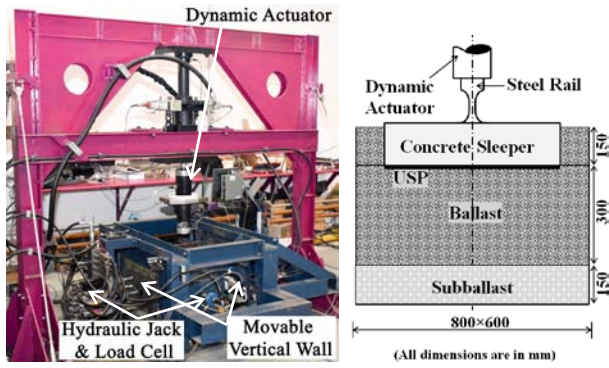 Dynamic Actuator
Hydraulic Jack
& Load Cell
Movable
Vertical Wall
Dynamic
Actuator
Steel Rail
Concrete Sleeper
USP
Ballast
Subballast
150
300
150
800×600
(All dimensions are in mm)